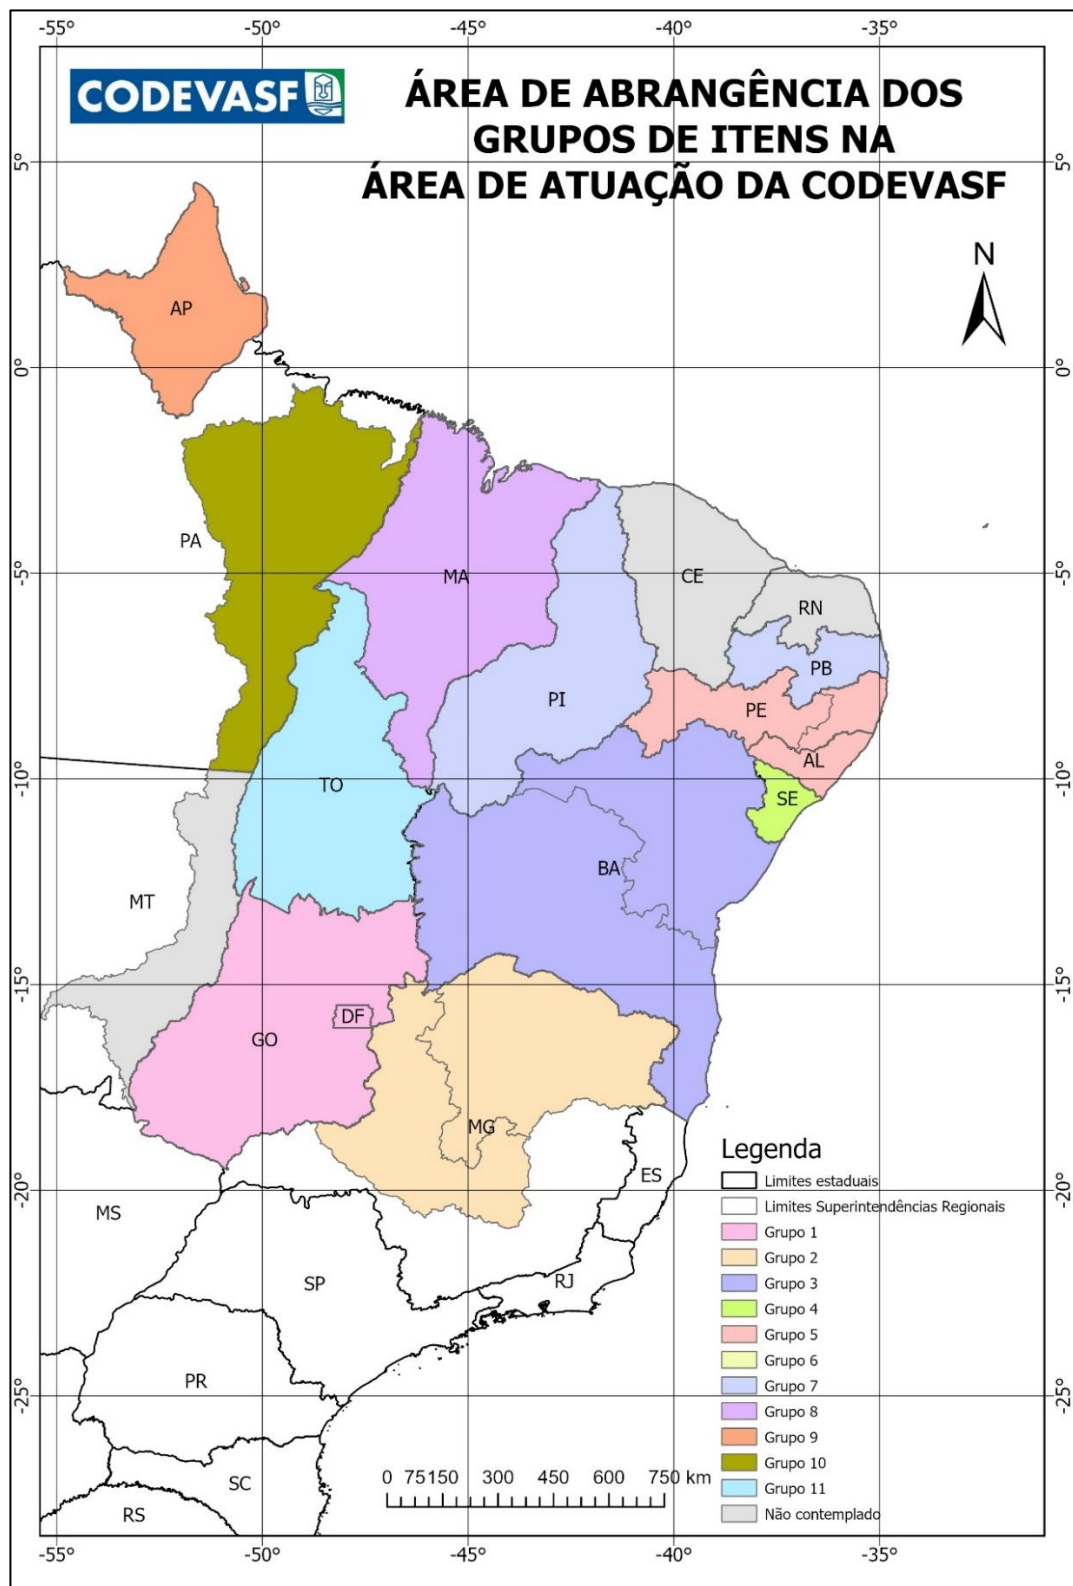 -55°
-50°
-45°
-40°
-35°
CODEVASF
ÁREA DE ABRANGÊNCIA DOS
GRUPOS DE ITENS NA
ÁREA DE ATUAÇÃO DA CODEVASF
5°
5°
N
AP
0°
0°
PA
MA
CE
-5°
-5°
RN
PB
PI
PE
AL
-10°
-10°
TO
SE
BA
MT
-15°
-15°
DF
GO
MG
ES
MS
SP
RJ
PR
SC
RS
-20°
-20°
-25°
-25°
Legenda
Limites estaduais
Limites Superintendências Regionais
Grupo 1
Grupo 2
Grupo 3
Grupo 4
Grupo 5
Grupo 6
Grupo 7
Grupo 8
Grupo 9
Grupo 10
Grupo 11
Não contemplado
0 75 150 300 450 600 750 km
-55°
-50°
-45°
-40°
-35°